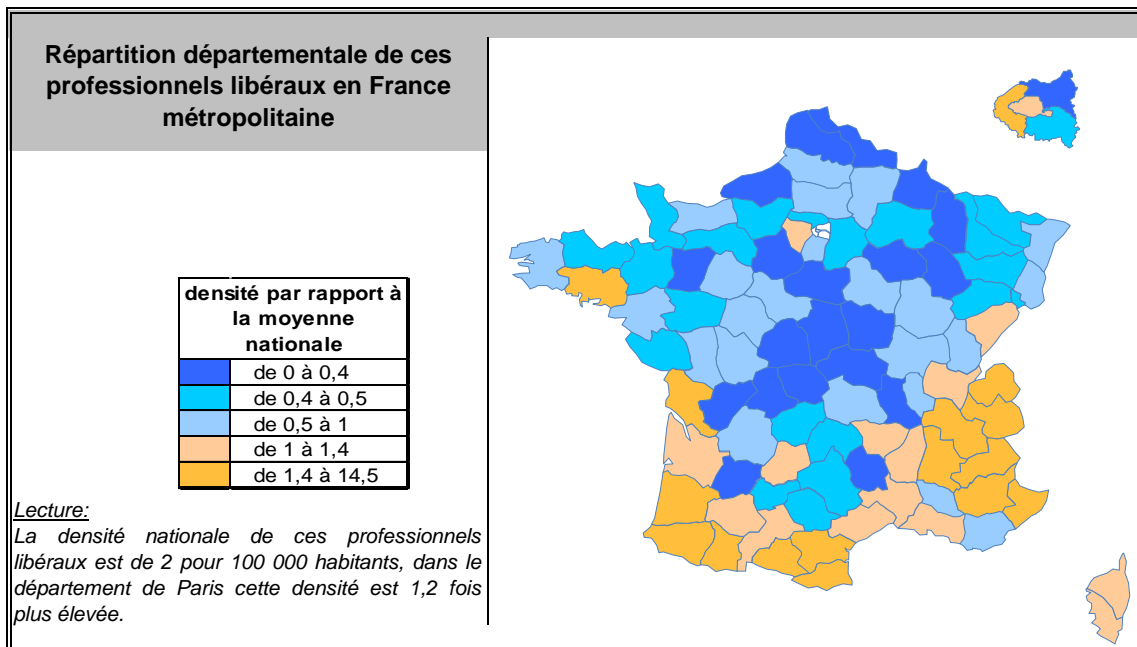 Répartition départementale de ces
professionnels libéraux en France
métropolitaine
densité par rapport à
la moyenne
nationale
de 0 à 0,4
de 0,4 à 0,5
de 0,5 à 1
de 1 à 1,4
de 1,4 à 14,5
Lecture:
La densité nationale de ces professionnels
libéraux est de 2 pour 100 000 habitants, dans le
département de Paris cette densité est 1,2 fois
plus élevée.